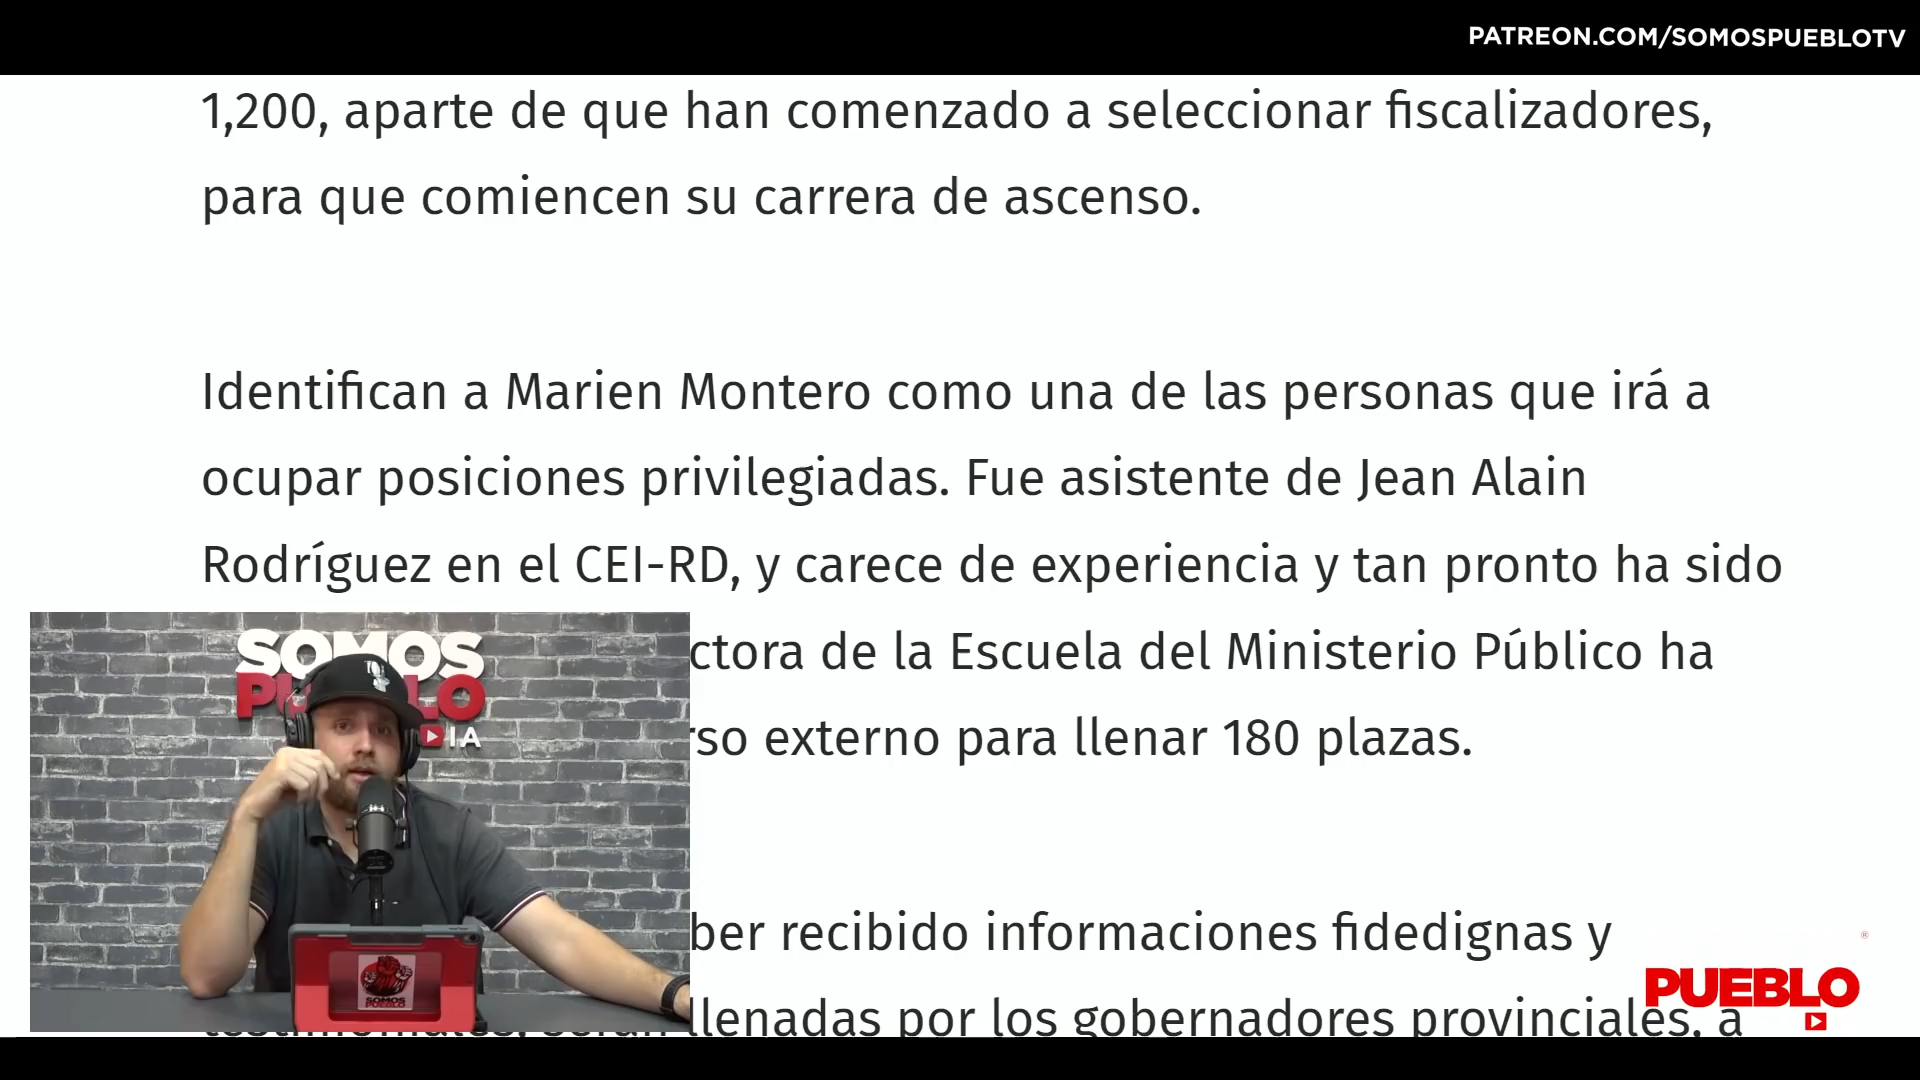 PATREON.COM/SOMOSPUEBLOTV
1,200, aparte de que han comenzado a seleccionar fiscalizadores,
para que comiencen su carrera de ascenso.
Identifican a Marien Montero como una de las personas que irá a
ocupar posiciones privilegiadas. Fue asistente de Jean Alain
Rodríguez en el CEI-RD, y carece de experiencia y tan pronto ha sido
ctora de la Escuela del Ministerio Público ha
rso externo para llenar 180 plazas.
ber recibido informaciones fidedignas y
llenadas por los gobernadores provinciales, a
SOMOS
PUEBLO
IA
SOMOS
PUEBLO
PUEBLO